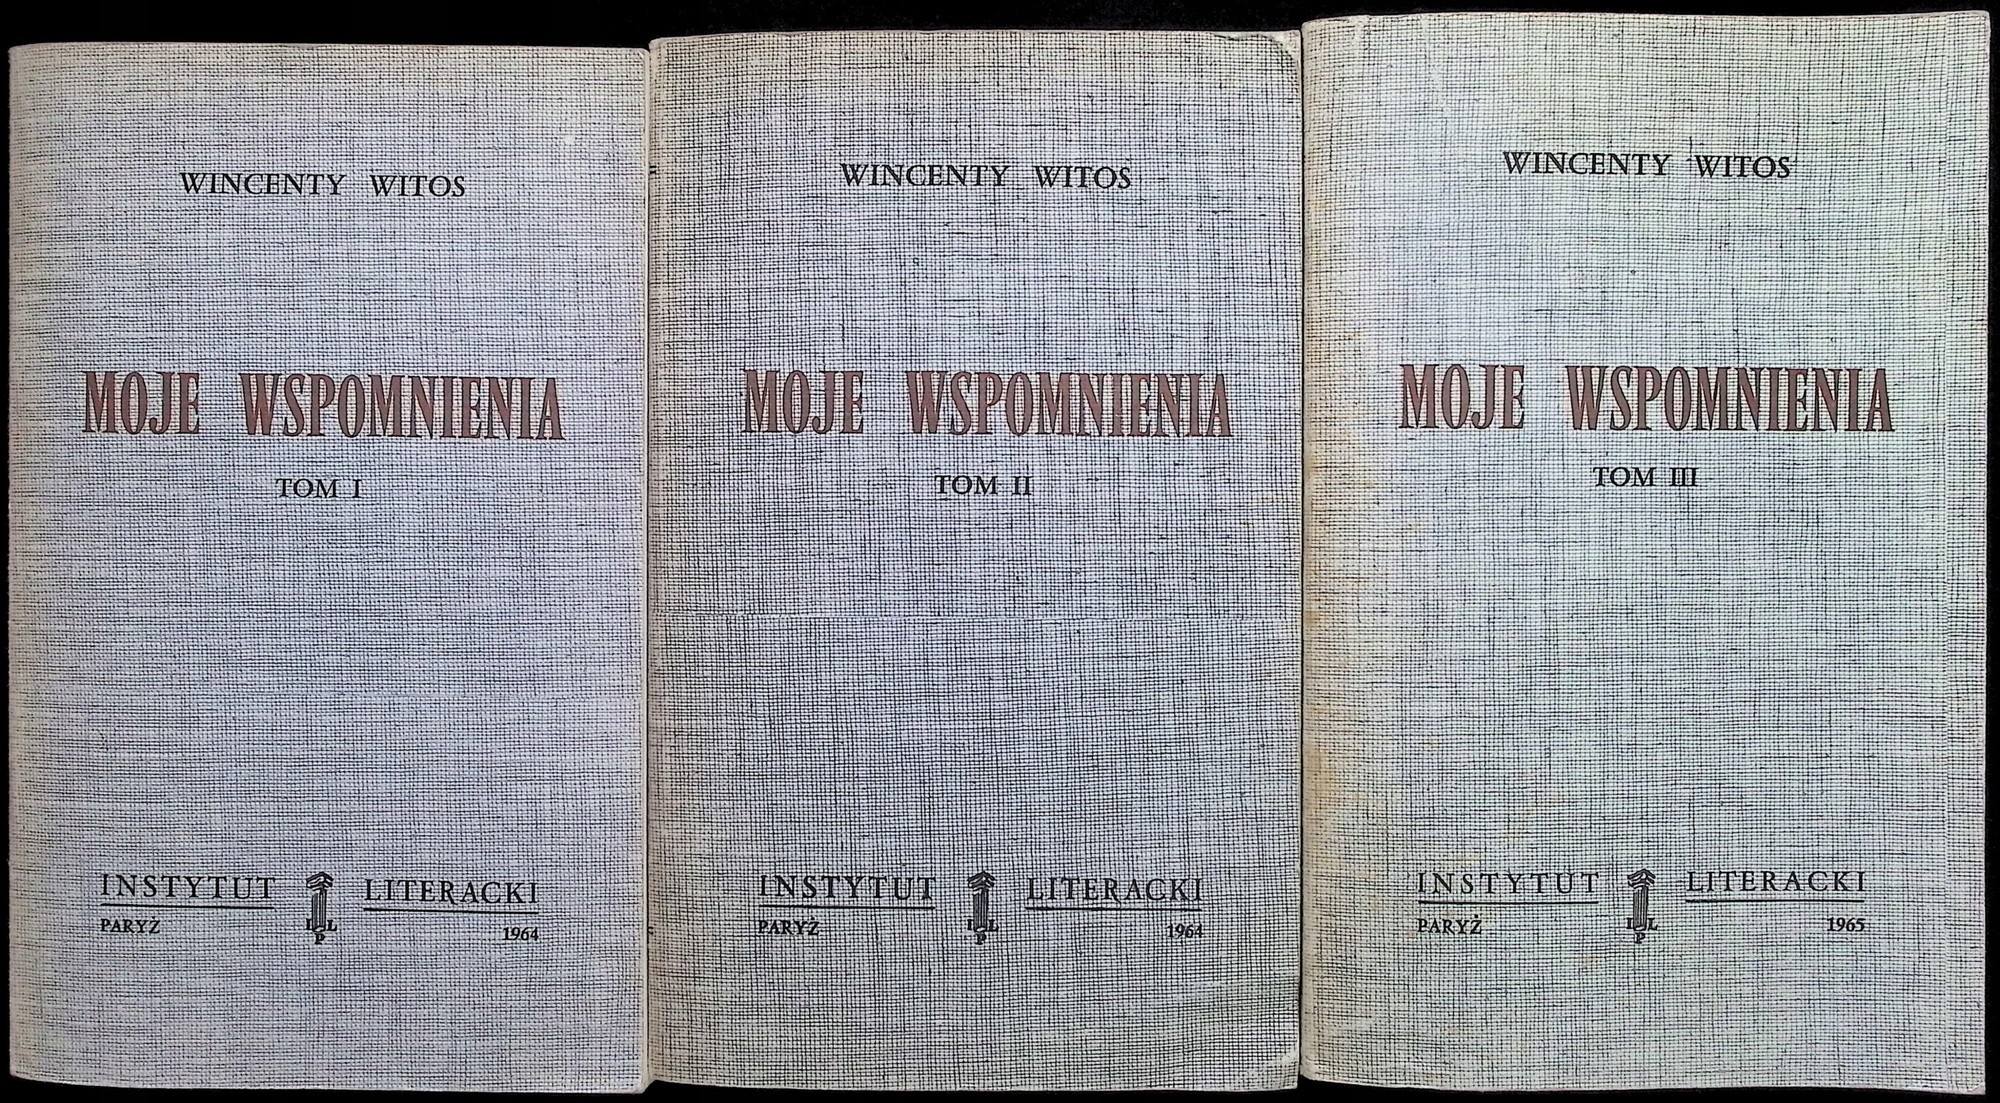 WINCENTY WITOS
MOJE WSPOMNIENIA
TOM I
INSTYTUT LITERACKI
PARYŻ 1964
I L
P
WINCENTY WITOS
MOJE WSPOMNIENIA
TOM II
INSTYTUT LITERACKI
PARYŻ 1964
I L
P
WINCENTY WITOS
MOJE WSPOMNIENIA
TOM III
INSTYTUT LITERACKI
PARYŻ 1965
I L
P